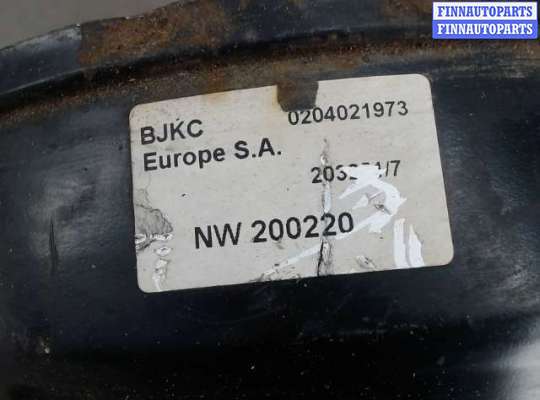 FINNAUTOPARTS
FINNAUTOPARTS
BJKC
0204021973
Europe S.A.
NW 200220